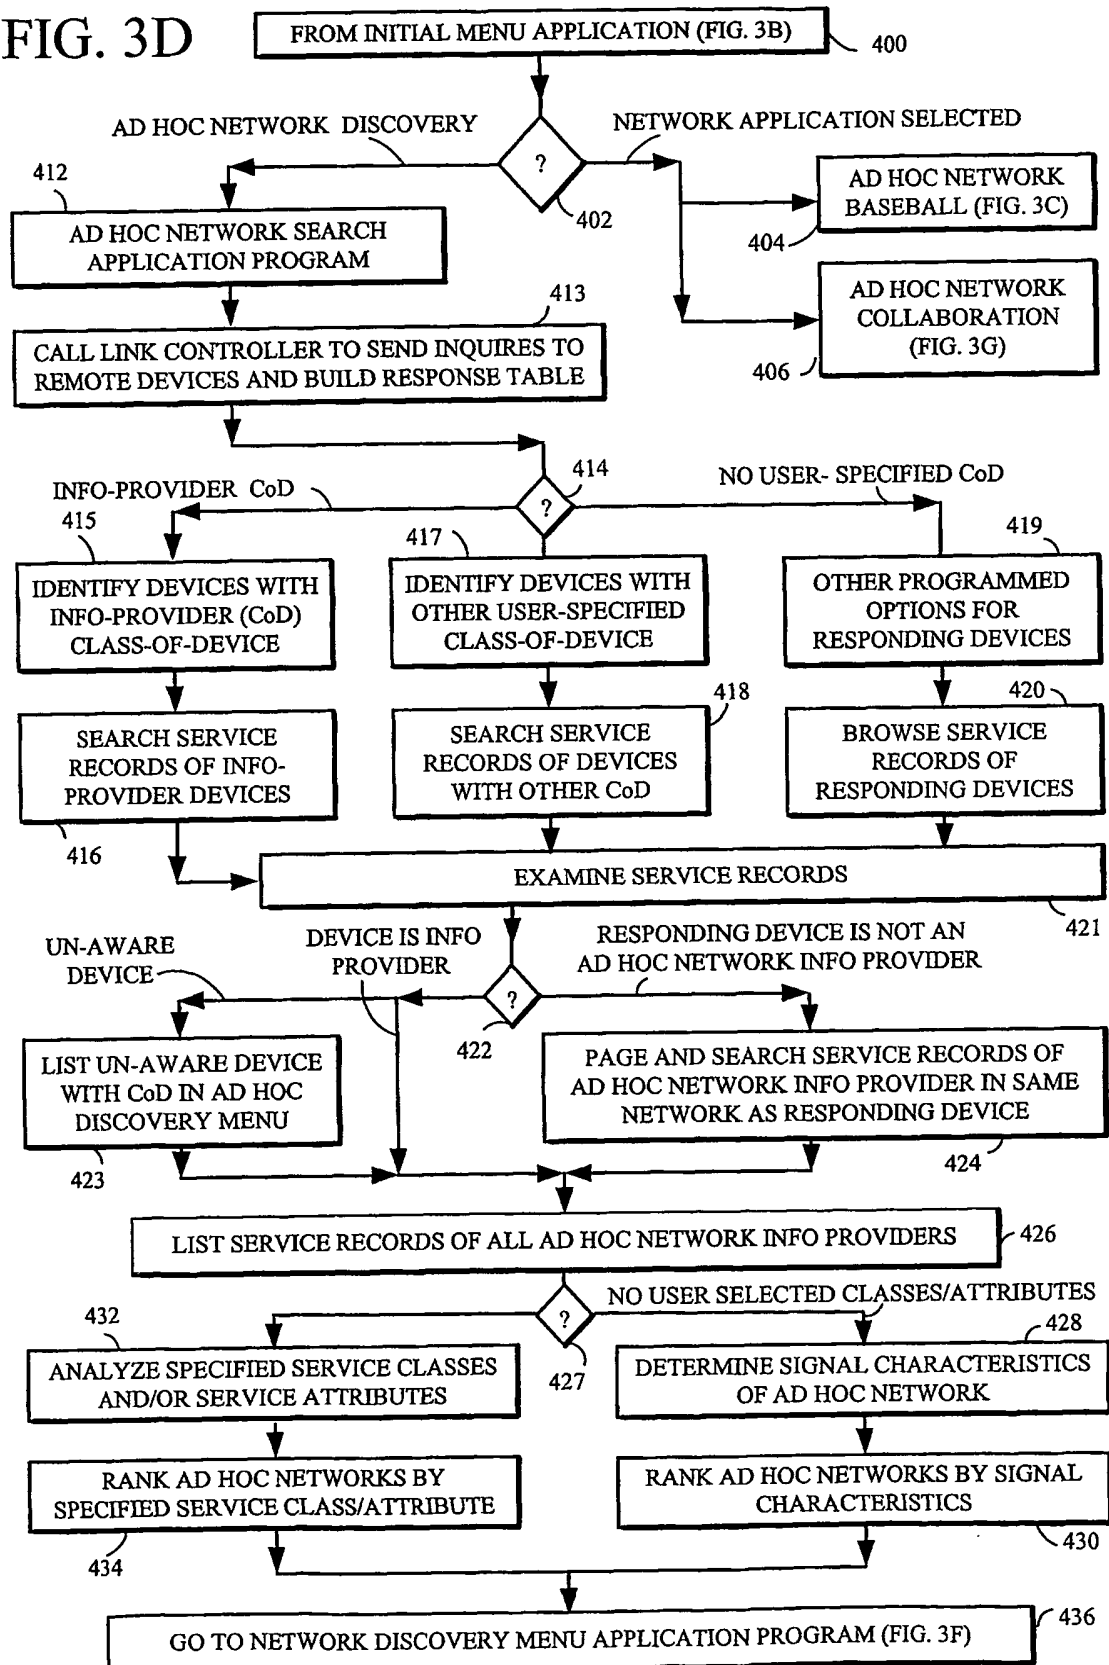 FIG. 3D
FROM INITIAL MENU APPLICATION (FIG. 3B)
400
AD HOC NETWORK DISCOVERY
NETWORK APPLICATION SELECTED
?
402
412
AD HOC NETWORK SEARCH
APPLICATION PROGRAM
AD HOC NETWORK
BASEBALL (FIG. 3C)
404
AD HOC NETWORK
COLLABORATION
(FIG. 3G)
406
413
CALL LINK CONTROLLER TO SEND INQUIRES TO
REMOTE DEVICES AND BUILD RESPONSE TABLE
414
?
INFO-PROVIDER CoD
NO USER- SPECIFIED CoD
415
IDENTIFY DEVICES WITH
INFO-PROVIDER (CoD)
CLASS-OF-DEVICE
417
IDENTIFY DEVICES WITH
OTHER USER-SPECIFIED
CLASS-OF-DEVICE
419
OTHER PROGRAMMED
OPTIONS FOR
RESPONDING DEVICES
SEARCH SERVICE
RECORDS OF INFO-
PROVIDER DEVICES
416
418
SEARCH SERVICE
RECORDS OF DEVICES
WITH OTHER CoD
420
BROWSE SERVICE
RECORDS OF
RESPONDING DEVICES
EXAMINE SERVICE RECORDS
421
UN-AWARE
DEVICE
DEVICE IS INFO
PROVIDER
RESPONDING DEVICE IS NOT AN
AD HOC NETWORK INFO PROVIDER
?
422
LIST UN-AWARE DEVICE
WITH CoD IN AD HOC
DISCOVERY MENU
423
PAGE AND SEARCH SERVICE RECORDS OF
AD HOC NETWORK INFO PROVIDER IN SAME
NETWORK AS RESPONDING DEVICE
424
LIST SERVICE RECORDS OF ALL AD HOC NETWORK INFO PROVIDERS
426
?
427
NO USER SELECTED CLASSES/ATTRIBUTES
432
ANALYZE SPECIFIED SERVICE CLASSES
AND/OR SERVICE ATTRIBUTES
428
DETERMINE SIGNAL CHARACTERISTICS
OF AD HOC NETWORK
RANK AD HOC NETWORKS BY
SPECIFIED SERVICE CLASS/ATTRIBUTE
434
RANK AD HOC NETWORKS BY SIGNAL
CHARACTERISTICS
430
GO TO NETWORK DISCOVERY MENU APPLICATION PROGRAM (FIG. 3F)
436